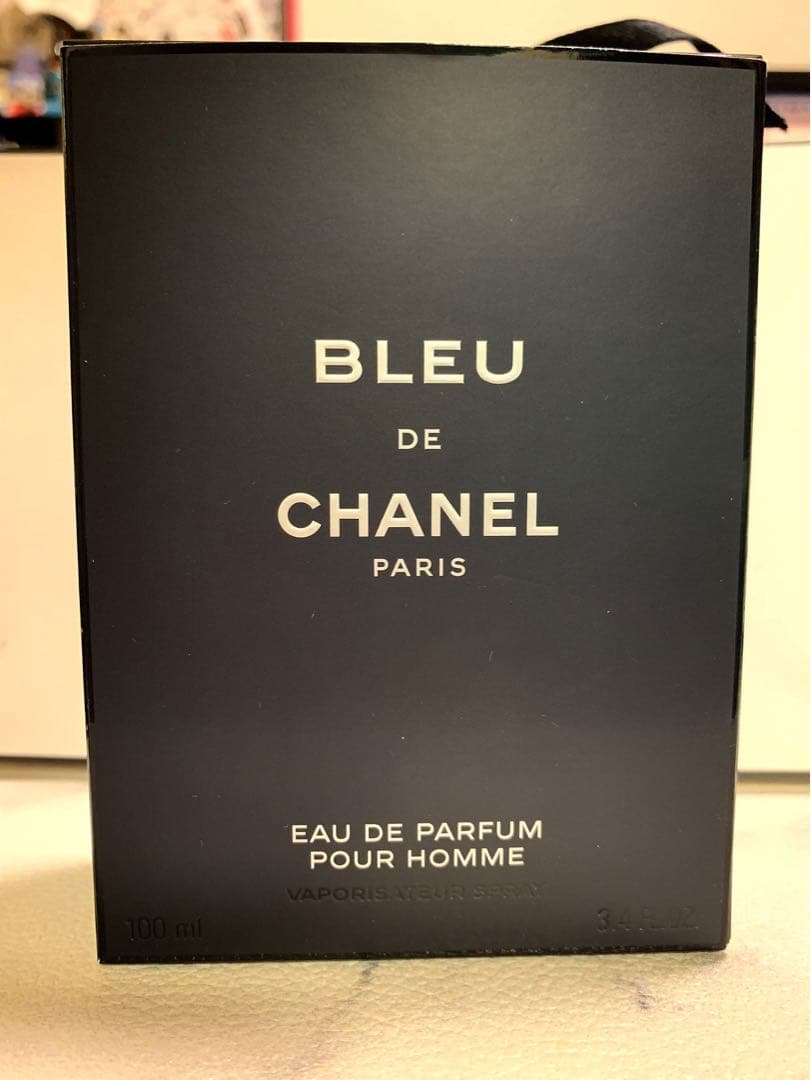 BLEU
DE
CHANEL
PARIS
EAU DE PARFUM
POUR HOMME
VAPORISATEUR SPRAY
100 ml
3.4 FL. OZ.